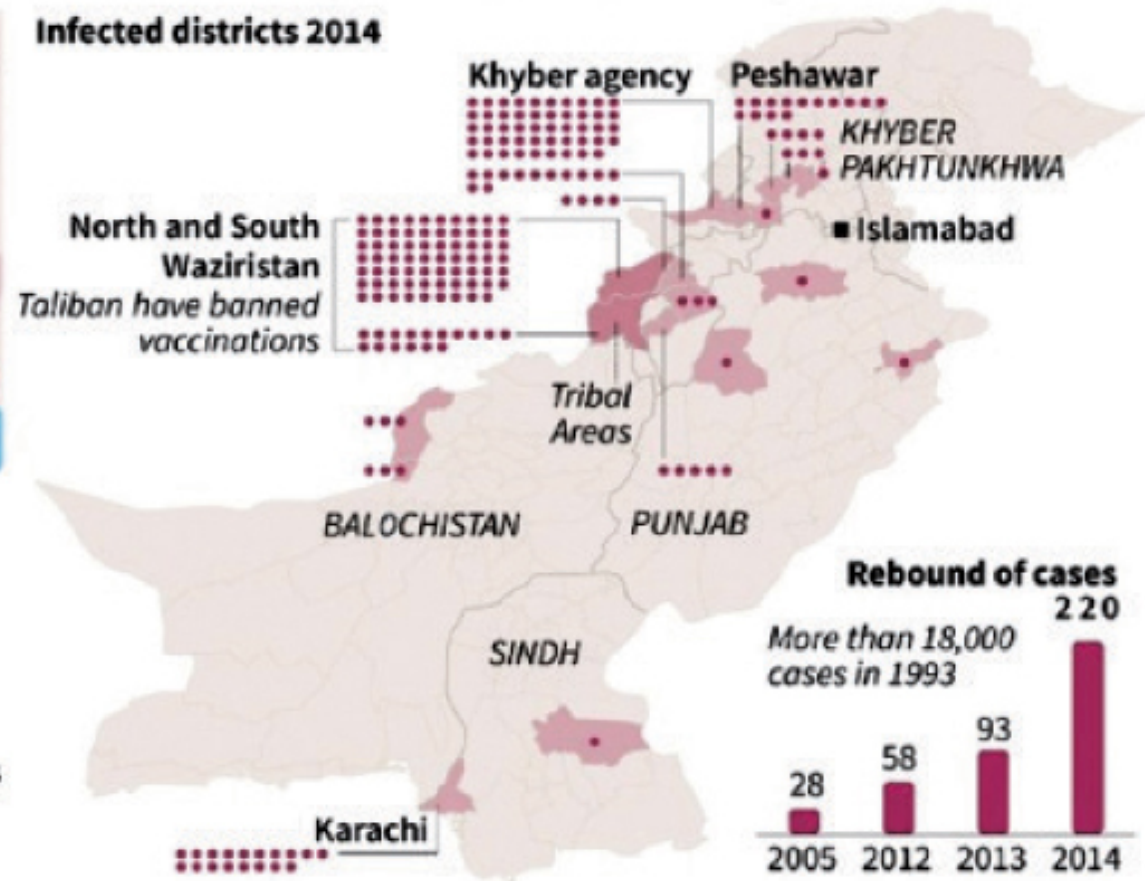 Infected districts 2014
Khyber agency
Peshawar
KHYBER
PAKHTUNKHWA
North and South
Waziristan
Taliban have banned
vaccinations
Islamabad
Tribal
Areas
BALOCHISTAN
PUNJAB
SINDH
Karachi
Rebound of cases
220
More than 18,000
cases in 1993
93
58
28
2005 2012 2013 2014